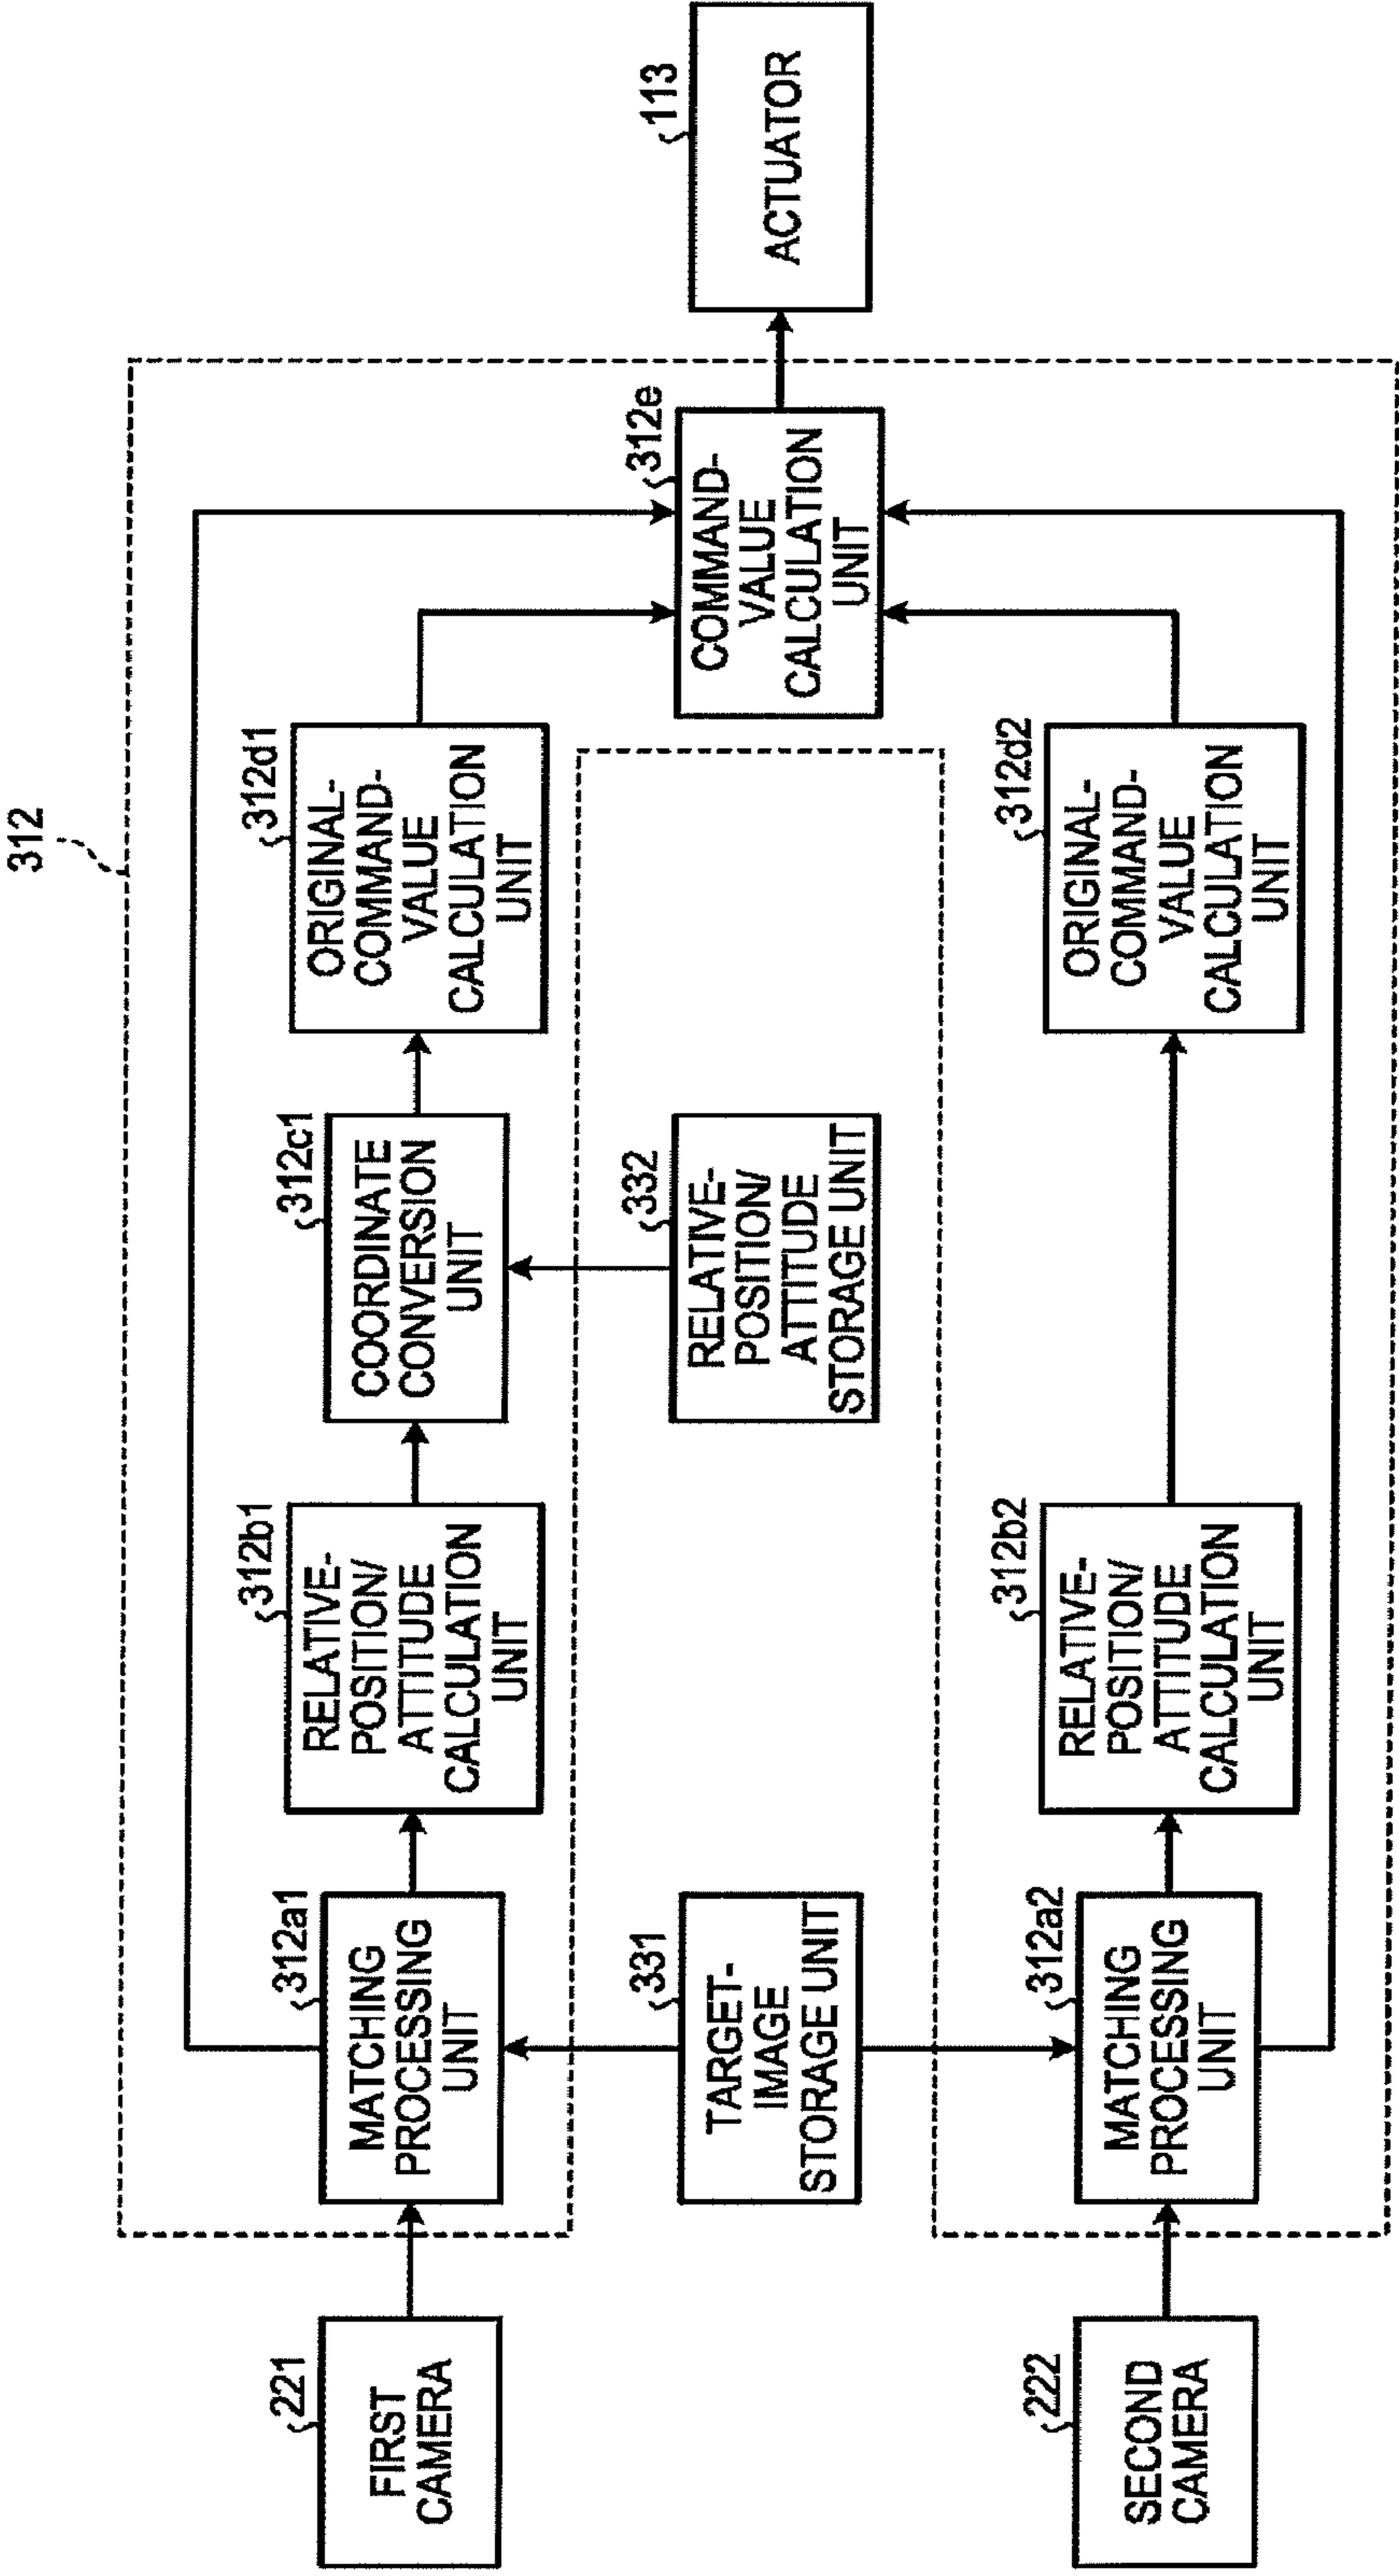 312
221
FIRST
CAMERA
312a1
MATCHING
PROCESSING
UNIT
312b1
RELATIVE-
POSITION/
ATTITUDE
CALCULATION
UNIT
312c1
COORDINATE
CONVERSION
UNIT
312d1
ORIGINAL-
COMMAND-
VALUE
CALCULATION
UNIT
331
TARGET-
IMAGE
STORAGE UNIT
332
RELATIVE-
POSITION/
ATTITUDE
STORAGE UNIT
312e
COMMAND-
VALUE
CALCULATION
UNIT
113
ACTUATOR
222
SECOND
CAMERA
312a2
MATCHING
PROCESSING
UNIT
312b2
RELATIVE-
POSITION/
ATTITUDE
CALCULATION
UNIT
312d2
ORIGINAL-
COMMAND-
VALUE
CALCULATION
UNIT